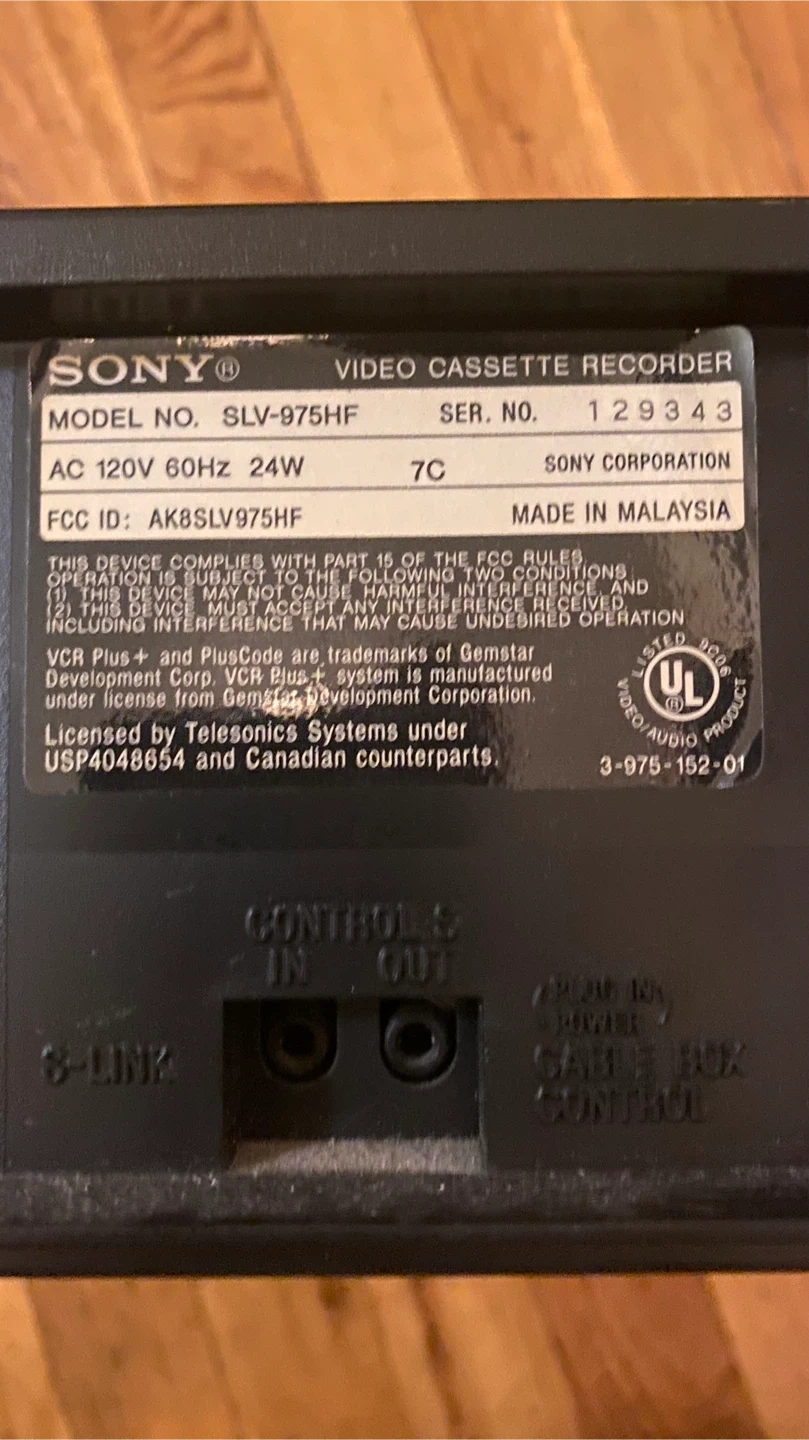 SONY® VIDEO CASSETTE RECORDER
MODEL NO. SLV-975HF SER. NO. 129343
AC 120V 60Hz 24W 7C SONY CORPORATION
FCC ID: AK8SLV975HF MADE IN MALAYSIA
THIS DEVICE COMPLIES WITH PART 15 OF THE FCC RULES.
OPERATION IS SUBJECT TO THE FOLLOWING TWO CONDITIONS:
(1) THIS DEVICE MAY NOT CAUSE HARMFUL INTERFERENCE, AND
(2) THIS DEVICE MUST ACCEPT ANY INTERFERENCE RECEIVED,
INCLUDING INTERFERENCE THAT MAY CAUSE UNDESIRED OPERATION
VCR Plus+ and PlusCode are trademarks of Gemstar
Development Corp. VCR Plus+ system is manufactured
under license from Gemstar Development Corporation.
Licensed by Telesonics Systems under
USP4048654 and Canadian counterparts.
LISTED 9C06
UL®
VIDEO/AUDIO PRODUCT
3-975-152-01
CONTROL S
IN OUT
S-LINK
(PLUG IN
POWER)
CABLE BOX
CONTROL